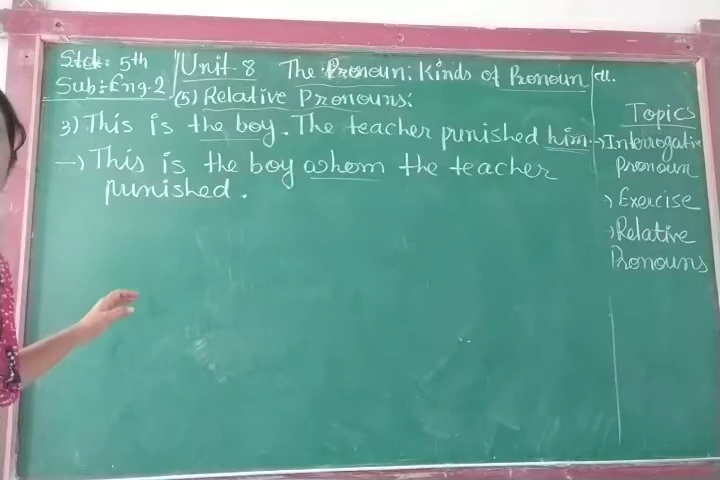 Std: 5th
Sub:- Eng-2
Unit-8 The Pronoun: Kinds of Pronoun
(5) Relative Pronouns:
3) This is the boy. The teacher punished him.
→) This is the boy whom the teacher
punished.
Topics
→) Interrogative
Pronoun
→) Exercise
→) Relative
Pronouns